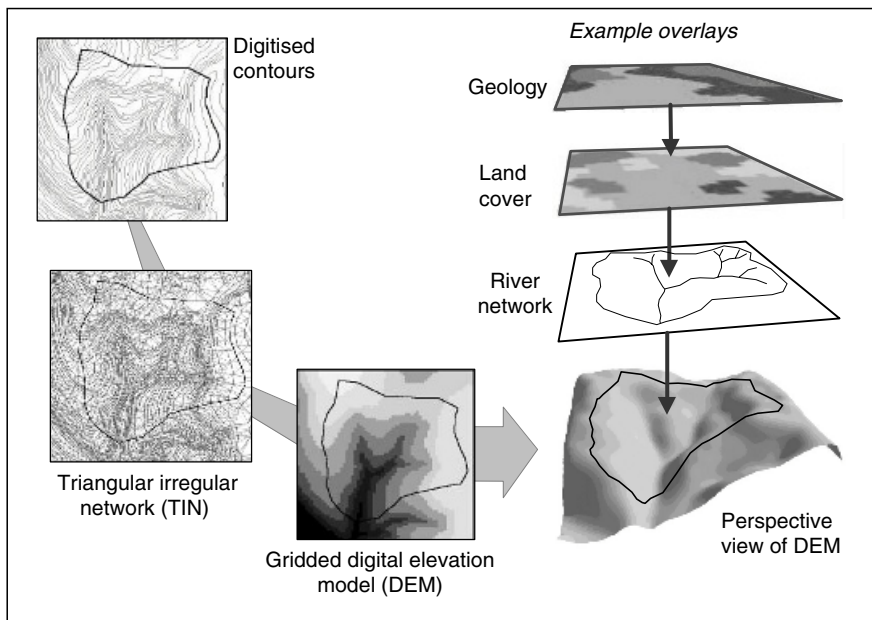 Digitised
contours
Triangular irregular
network (TIN)
Gridded digital elevation
model (DEM)
Example overlays
Geology
Land
cover
River
network
Perspective
view of DEM